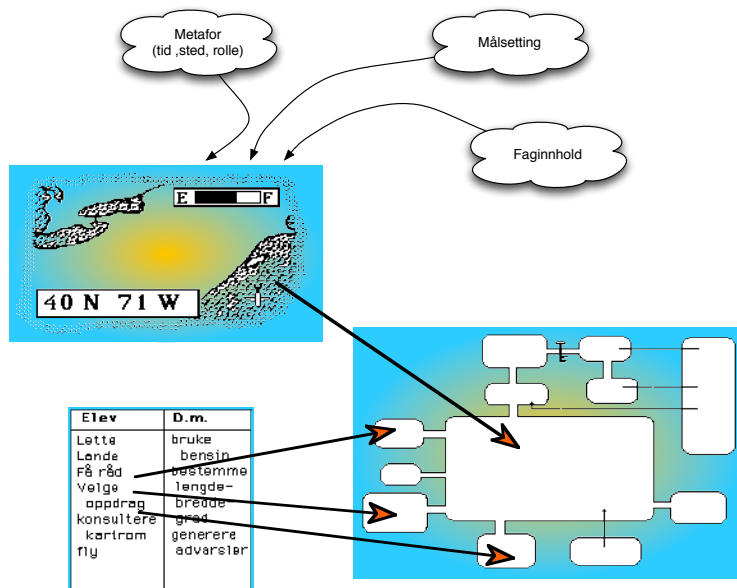 Metafor
(tid ,sted, rolle)
Målsetting
Faginnhold
E F
40 N 71 W
Elev D.m.
Lette bruke
Lande bensin
Få råd bestemme
Velge lengde-
oppdrag bredde-
konsultere grad
kartrom generere
fly advarsler